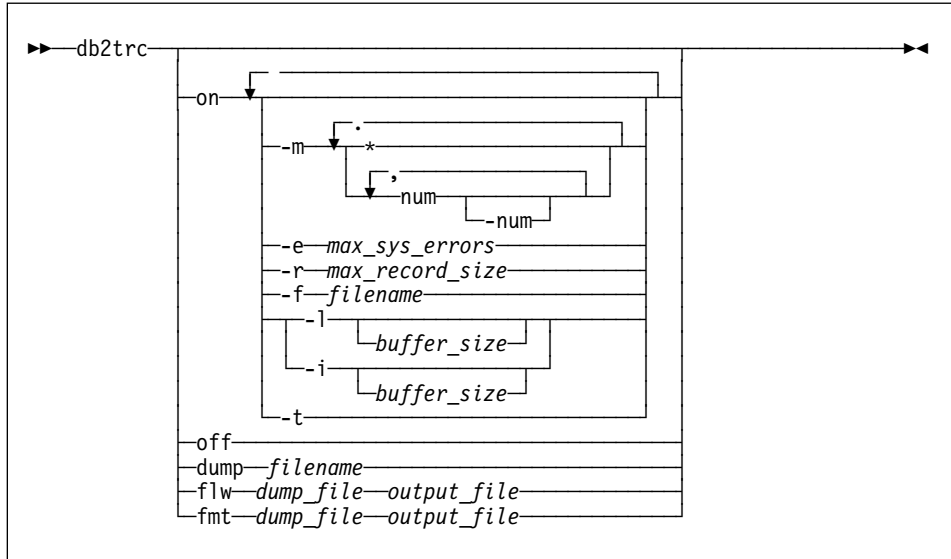 db2trc
on
.
-m *
,
num
-num
-e max_sys_errors
-r max_record_size
-f filename
-l
buffer_size
-i
buffer_size
-t
off
dump filename
flw dump_file output_file
fmt dump_file output_file